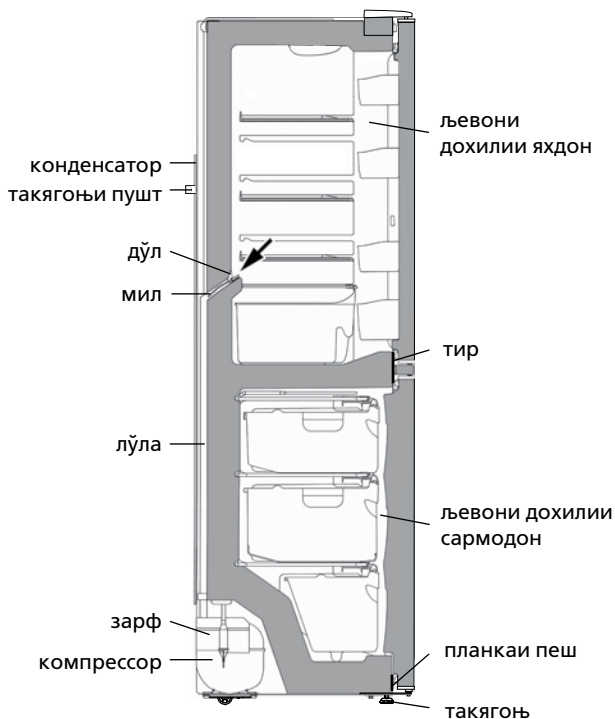 конденсатор
такягоњи пушт
дӯл
мил
лӯла
зарф
компрессор
љевони
дохилии яхдон
тир
љевони дохилии
сармодон
планкаи пеш
такягоњ